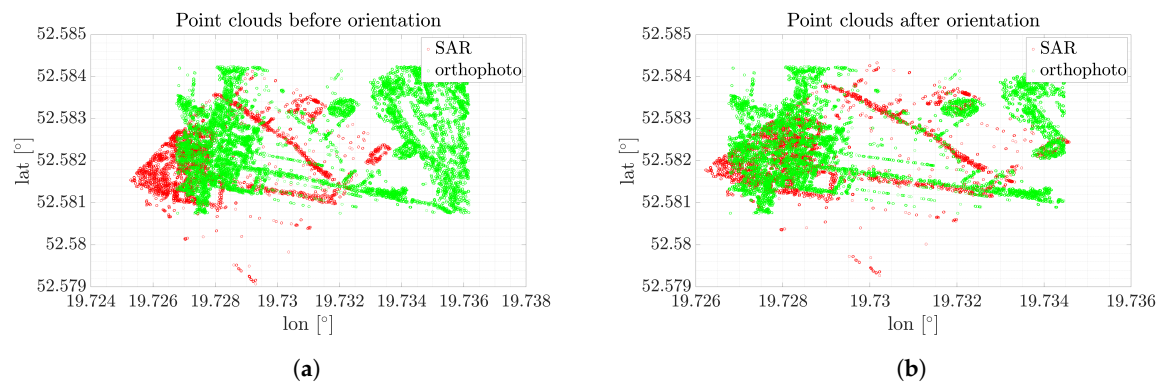 Point clouds before orientation
52.585
52.584
52.583
52.582
52.581
52.58
52.579
lat [°]
SAR
orthophoto
19.724 19.726 19.728 19.73 19.732 19.734 19.736 19.738
lon [°]
(a)
Point clouds after orientation
52.585
52.584
52.583
52.582
52.581
52.58
52.579
lat [°]
SAR
orthophoto
19.726 19.728 19.73 19.732 19.734 19.736
lon [°]
(b)